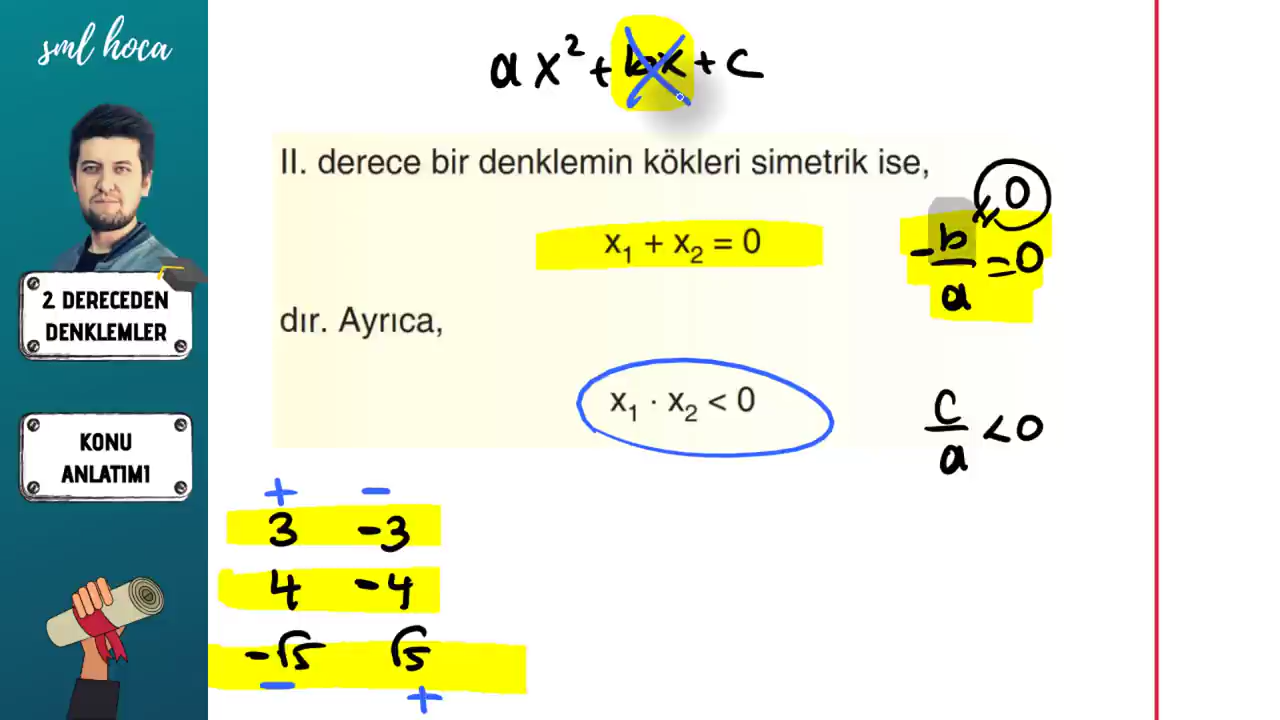 sml hoca
2. DERECEDEN
DENKLEMLER
KONU
ANLATIMI
ax² + bx + c
II. derece bir denklemin kökleri simetrik ise,
x₁ + x₂ = 0
dır. Ayrıca,
x₁ · x₂ < 0
0
-b/a = 0
c/a < 0
+ -
3 -3
4 -4
-√5 √5
- +